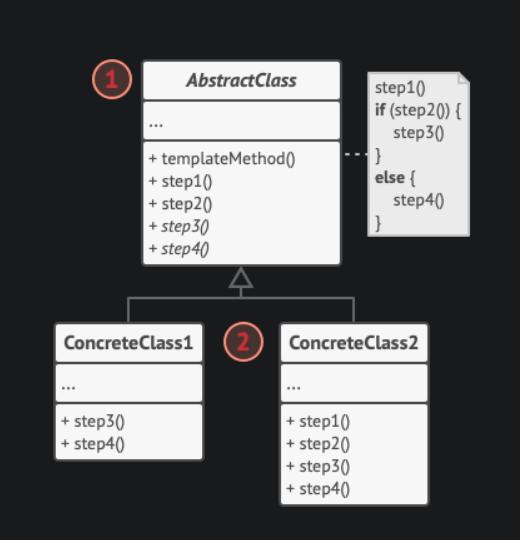 1
AbstractClass
...
+ templateMethod()
+ step1()
+ step2()
+ step3()
+ step4()
step1()
if (step2()) {
step3()
}
else {
step4()
}
2
ConcreteClass1
...
+ step3()
+ step4()
ConcreteClass2
...
+ step1()
+ step2()
+ step3()
+ step4()